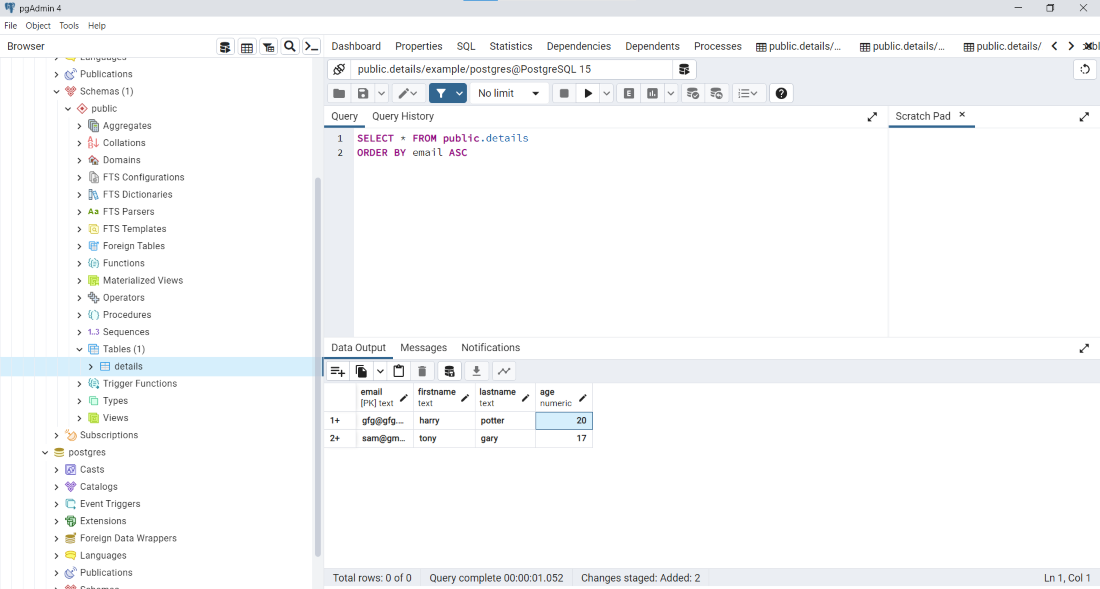 pgAdmin 4
File Object Tools Help
Browser
Dashboard Properties SQL Statistics Dependencies Dependents Processes public.details/... public.details/... public.details/
Languages
Publications
Schemas (1)
public
Aggregates
Collations
Domains
FTS Configurations
FTS Dictionaries
Aa FTS Parsers
FTS Templates
Foreign Tables
Functions
Materialized Views
Operators
Procedures
1..3 Sequences
Tables (1)
details
Trigger Functions
Types
Views
Subscriptions
postgres
Casts
Catalogs
Event Triggers
Extensions
Foreign Data Wrappers
Languages
Publications
Schemas
public.details/example/postgres@PostgreSQL 15
No limit
E
Query Query History
Scratch Pad
1 SELECT * FROM public.details
2 ORDER BY email ASC
Data Output Messages Notifications
email firstname lastname age
[PK] text text text numeric
1+ gfg@gfg.... harry potter 20
2+ sam@gm... tony gary 17
Total rows: 0 of 0 Query complete 00:00:01.052 Changes staged: Added: 2 Ln 1, Col 1